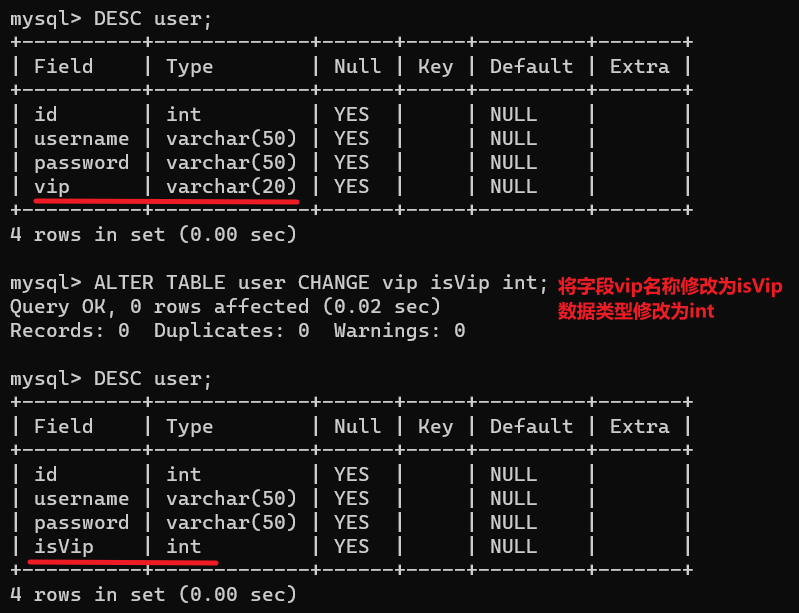 mysql> DESC user;
+----------+-------------+------+-----+---------+-------+
| Field    | Type        | Null | Key | Default | Extra |
+----------+-------------+------+-----+---------+-------+
| id       | int         | YES  |     | NULL    |       |
| username | varchar(50) | YES  |     | NULL    |       |
| password | varchar(50) | YES  |     | NULL    |       |
| vip      | varchar(20) | YES  |     | NULL    |       |
+----------+-------------+------+-----+---------+-------+
4 rows in set (0.00 sec)
mysql> ALTER TABLE user CHANGE vip isVip int; 将字段vip名称修改为isVip
Query OK, 0 rows affected (0.02 sec) 数据类型修改为int
Records: 0  Duplicates: 0  Warnings: 0
mysql> DESC user;
+----------+-------------+------+-----+---------+-------+
| Field    | Type        | Null | Key | Default | Extra |
+----------+-------------+------+-----+---------+-------+
| id       | int         | YES  |     | NULL    |       |
| username | varchar(50) | YES  |     | NULL    |       |
| password | varchar(50) | YES  |     | NULL    |       |
| isVip    | int         | YES  |     | NULL    |       |
+----------+-------------+------+-----+---------+-------+
4 rows in set (0.00 sec)